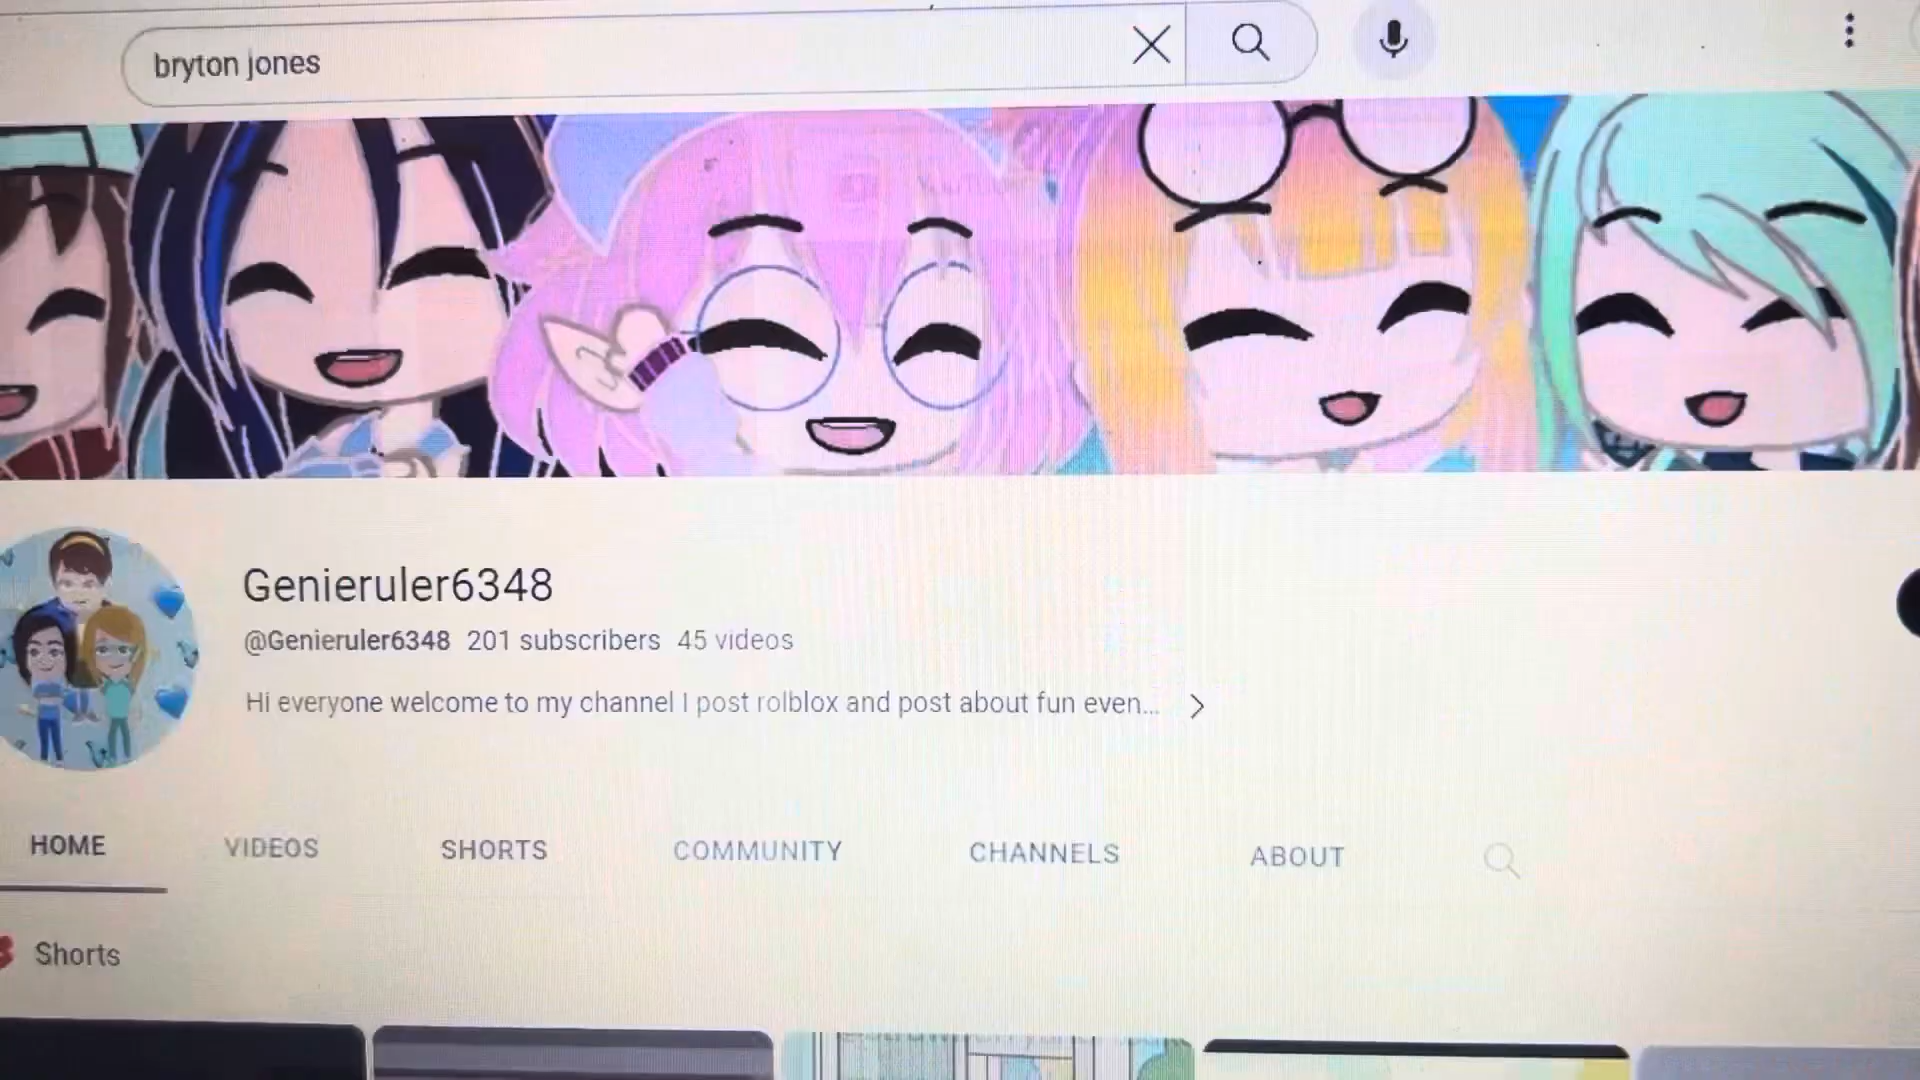 bryton jones
Genieruler6348
@Genieruler6348 201 subscribers 45 videos
Hi everyone welcome to my channel I post rolblox and post about fun even...
HOME VIDEOS SHORTS COMMUNITY CHANNELS ABOUT
Shorts